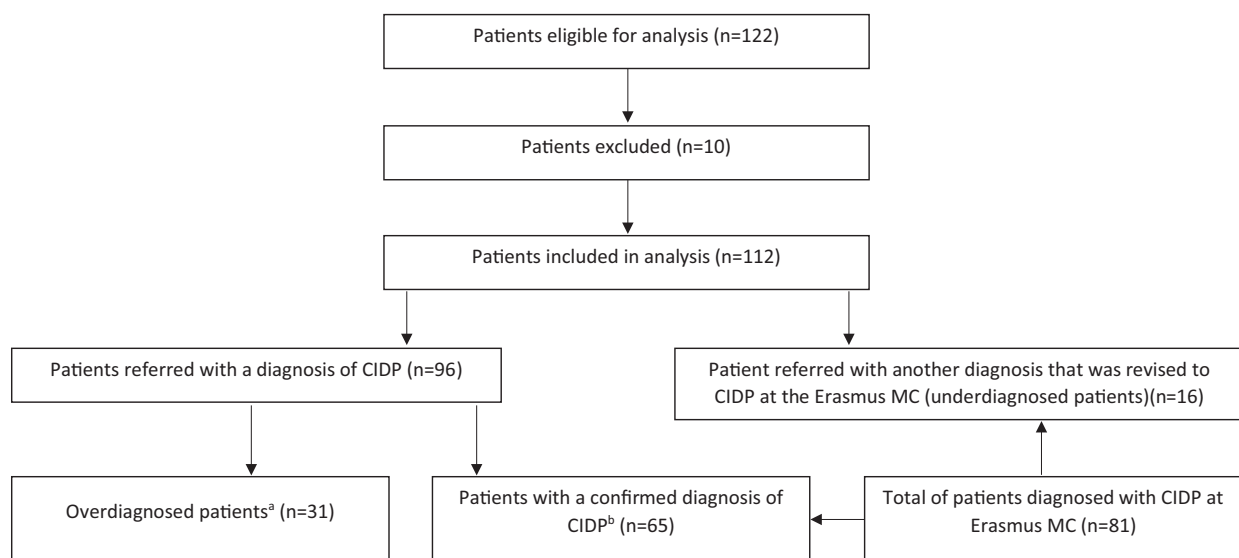 Patients eligible for analysis (n=122)
Patients excluded (n=10)
Patients included in analysis (n=112)
Patients referred with a diagnosis of CIDP (n=96)
Patient referred with another diagnosis that was revised to
CIDP at the Erasmus MC (underdiagnosed patients)(n=16)
Overdiagnosed patientsᵃ (n=31)
Patients with a confirmed diagnosis of
CIDPᵇ (n=65)
Total of patients diagnosed with CIDP at
Erasmus MC (n=81)